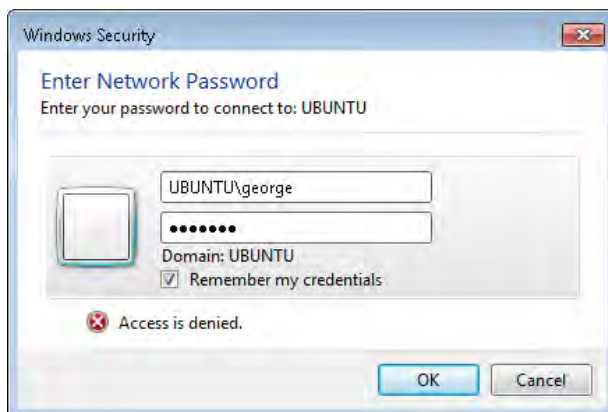 Windows Security
Enter Network Password
Enter your password to connect to: UBUNTU
UBUNTU\george
●●●●●●●
Domain: UBUNTU
Remember my credentials
Access is denied.
OK
Cancel